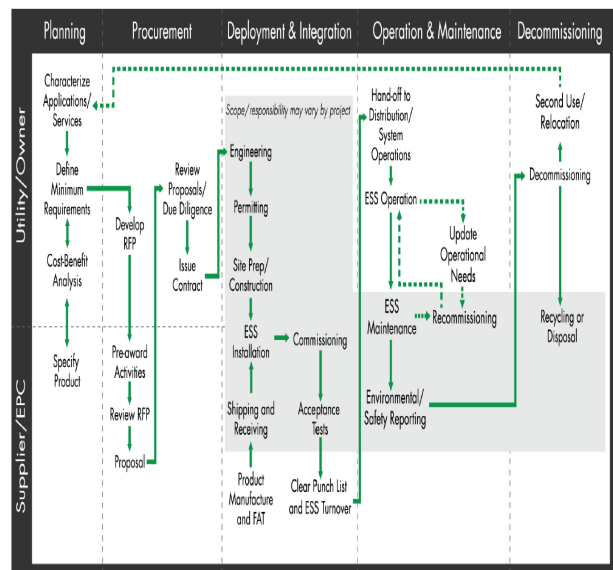 Planning
Procurement
Deployment & Integration
Operation & Maintenance
Decommissioning
Utility/Owner
Supplier/EPC
Characterize
Applications/
Services
Define
Minimum
Requirements
Cost-Benefit
Analysis
Specify
Product
Develop
RFP
Pre-award
Activities
Review RFP
Proposal
Review
Proposals/
Due Diligence
Issue
Contract
Scope/responsibility may vary by project
Engineering
Permitting
Site Prep/
Construction
ESS
Installation
Shipping and
Receiving
Product
Manufacture
and FAT
Commissioning
Acceptance
Tests
Clear Punch List
and ESS Turnover
Hand-off to
Distribution/
System
Operations
ESS Operation
Update
Operational
Needs
ESS
Maintenance
Recommissioning
Environmental/
Safety Reporting
Second Use/
Relocation
Decommissioning
Recycling or
Disposal